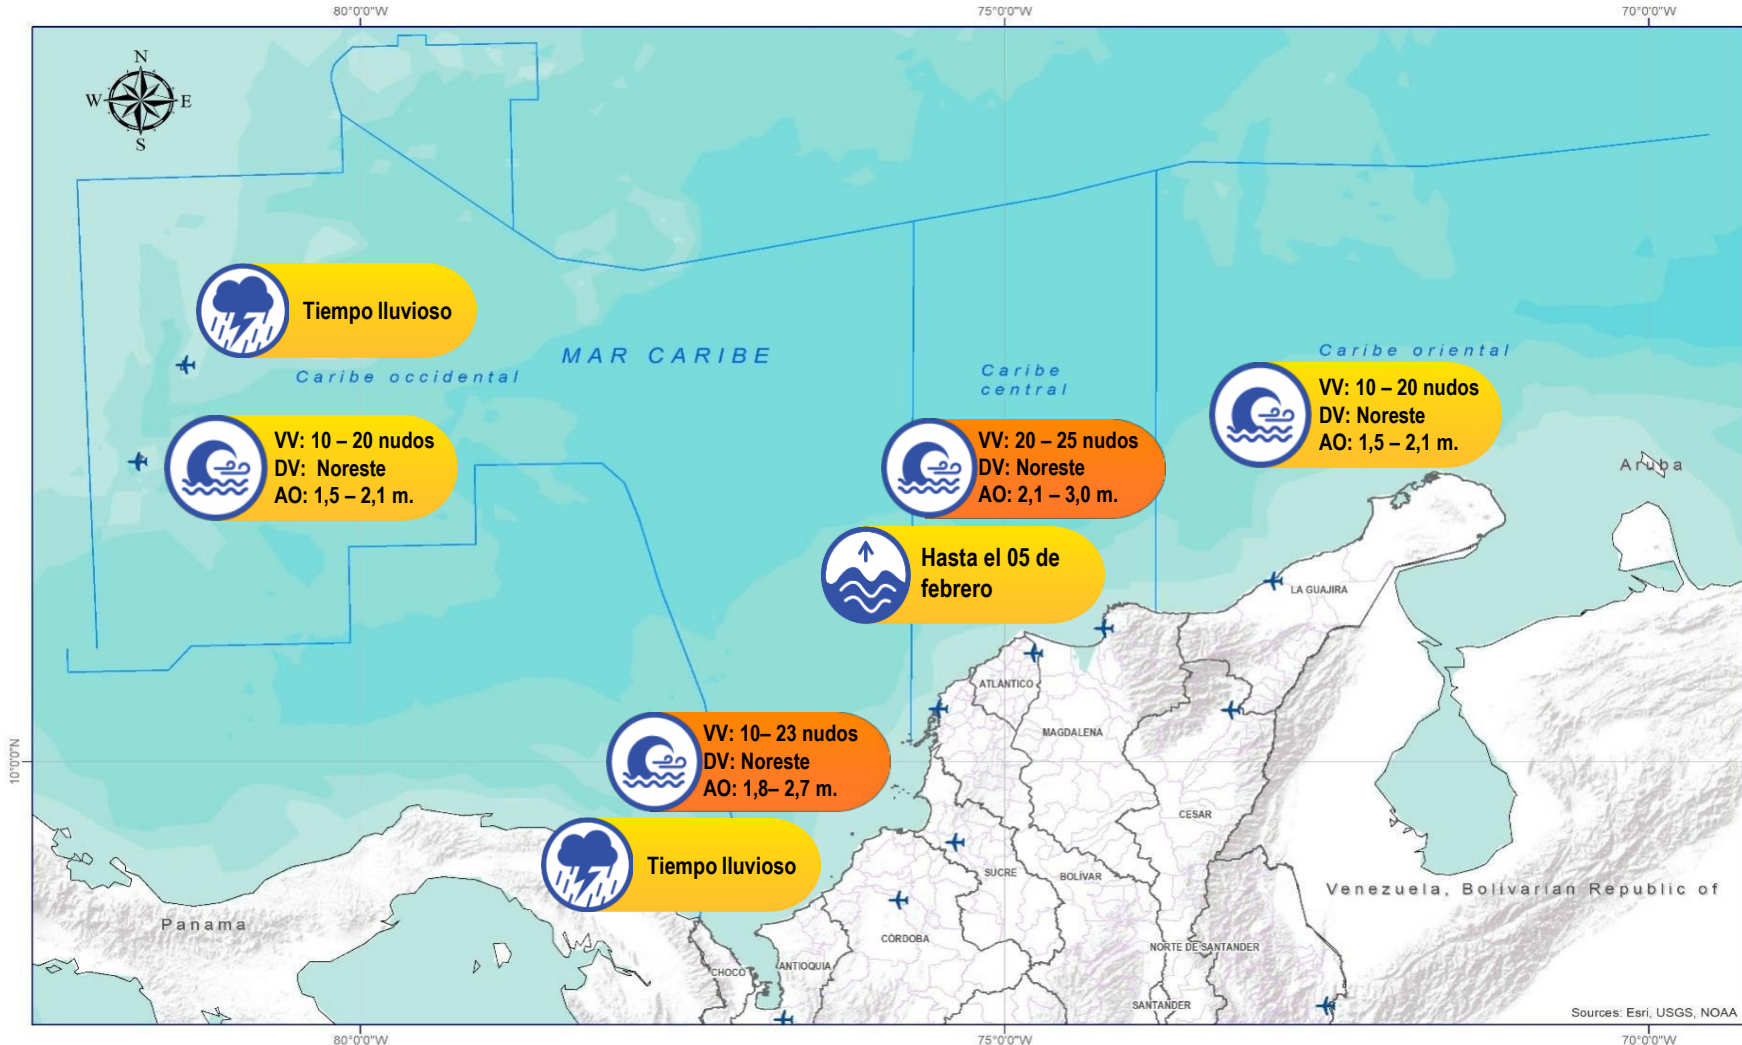 80°0'0"W
75°0'0"W
70°0'0"W
N
W
E
S
Tiempo lluvioso
MAR CARIBE
Caribe occidental
Caribe
central
Caribe oriental
VV: 10 – 20 nudos
DV: Noreste
AO: 1,5 – 2,1 m.
VV: 10 – 20 nudos
DV: Noreste
AO: 1,5 – 2,1 m.
VV: 20 – 25 nudos
DV: Noreste
AO: 2,1 – 3,0 m.
Aruba
Hasta el 05 de
febrero
LA GUAJIRA
ATLÁNTICO
MAGDALENA
VV: 10– 23 nudos
DV: Noreste
AO: 1,8– 2,7 m.
10°0'0"N
CESAR
Tiempo lluvioso
SUCRE
BOLÍVAR
Venezuela, Bolivarian Republic of
Panama
CÓRDOBA
NORTE DE SANTANDER
CHOCÓ
ANTIOQUIA
SANTANDER
Sources: Esri, USGS, NOAA
80°0'0"W
75°0'0"W
70°0'0"W